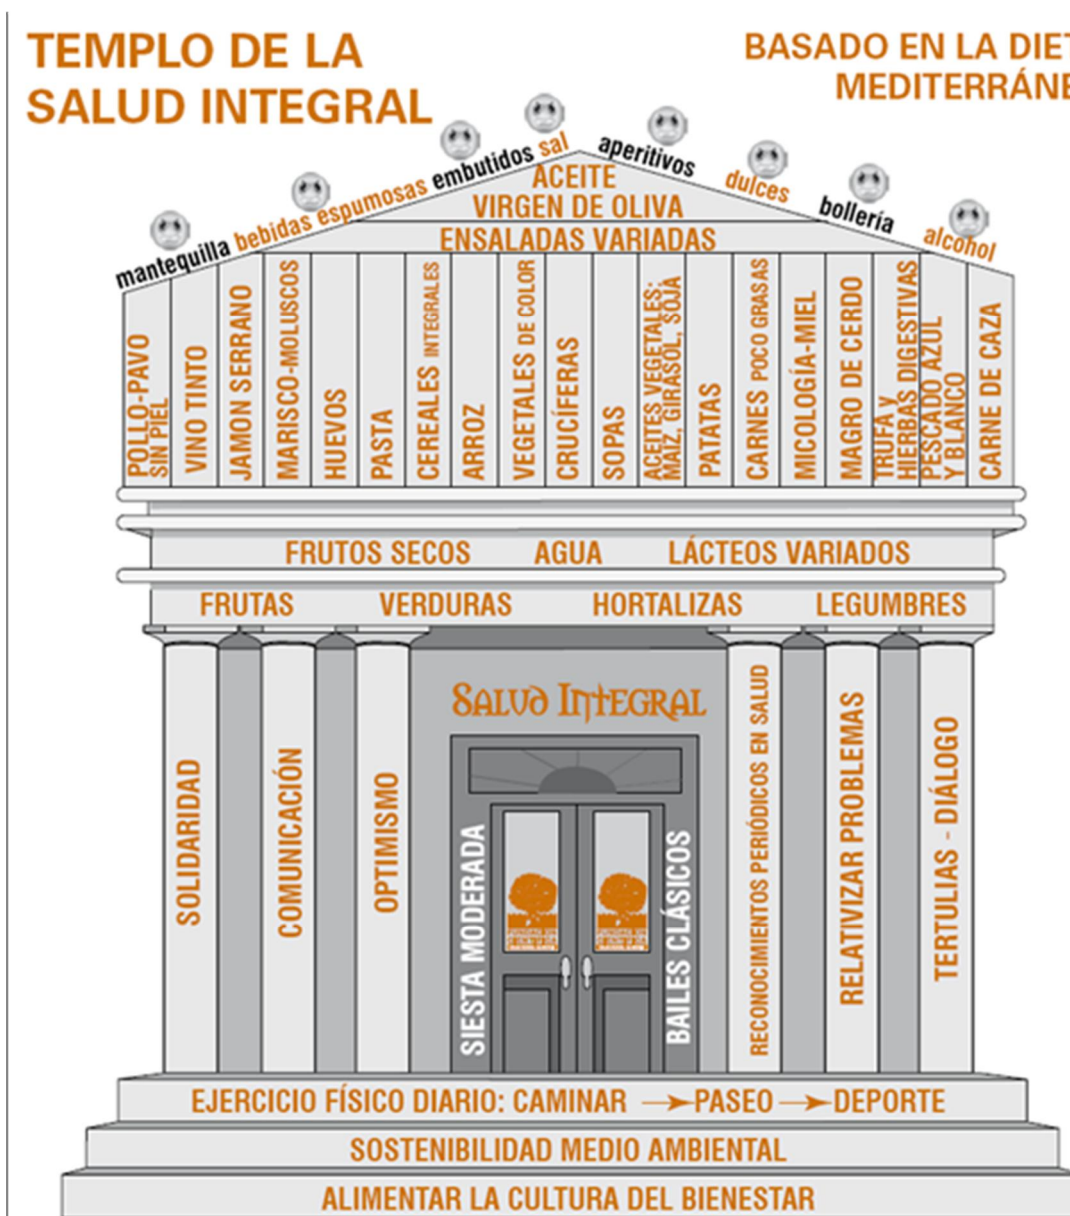 TEMPLO DE LA
SALUD INTEGRAL
BASADO EN LA DIET
MEDITERRÁNE
mantequilla bebidas espumosas embutidos sal aperitivos dulces bollería alcohol
ACEITE
VIRGEN DE OLIVA
ENSALADAS VARIADAS
POLLO-PAVO
SIN PIEL
VINO TINTO
JAMON SERRANO
MARISCO-MOLUSCOS
HUEVOS
PASTA
CEREALES INTEGRALES
ARROZ
VEGETALES DE COLOR
CRUCÍFERAS
SOPAS
ACEITES VEGETALES:
MAÍZ, GIRASOL, SOJA
PATATAS
CARNES POCO GRASAS
MICOLOGÍA-MIEL
MAGRO DE CERDO
TRUFA y
HIERBAS DIGESTIVAS
PESCADO AZUL
Y BLANCO
CARNE DE CAZA
FRUTOS SECOS AGUA LÁCTEOS VARIADOS
FRUTAS VERDURAS HORTALIZAS LEGUMBRES
SOLIDARIDAD
COMUNICACIÓN
OPTIMISMO
SALUD INTEGRAL
SIESTA MODERADA
BAILES CLÁSICOS
RECONOCIMIENTOS PERIÓDICOS EN SALUD
RELATIVIZAR PROBLEMAS
TERTULIAS - DIÁLOGO
EJERCICIO FÍSICO DIARIO: CAMINAR → PASEO → DEPORTE
SOSTENIBILIDAD MEDIO AMBIENTAL
ALIMENTAR LA CULTURA DEL BIENESTAR